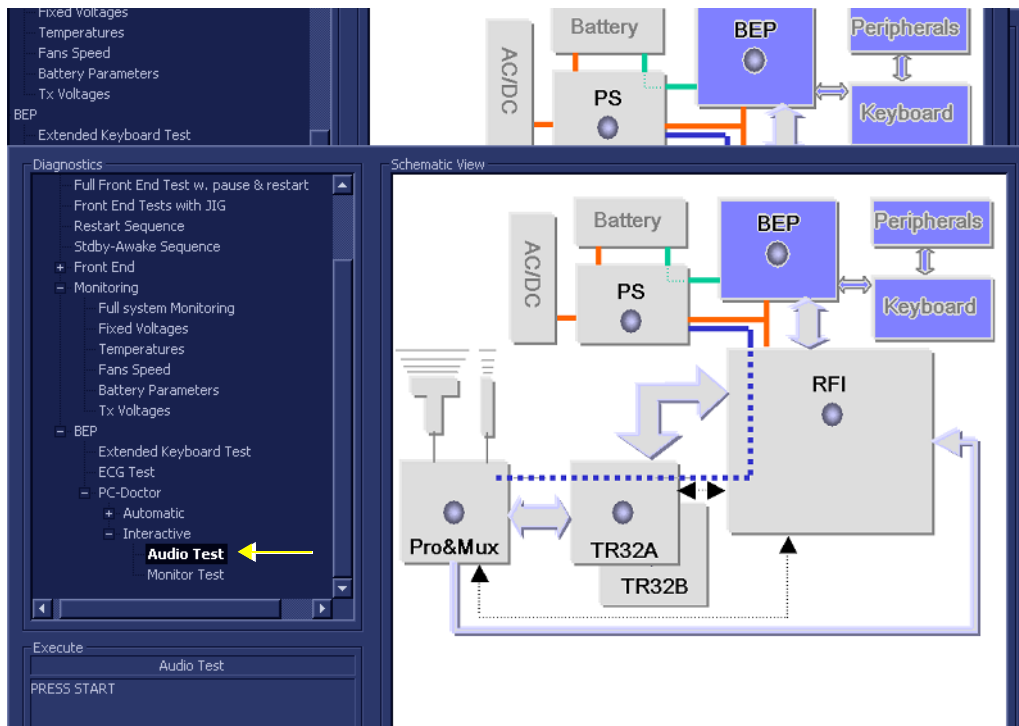 Fixed Voltages
Temperatures
Fans Speed
Battery Parameters
Tx Voltages
BEP
Extended Keyboard Test
AC/DC
Battery
PS
BEP
Peripherals
Keyboard
Diagnostics
Full Front End Test w. pause & restart
Front End Tests with JIG
Restart Sequence
Stdby-Awake Sequence
Front End
Monitoring
Full system Monitoring
Fixed Voltages
Temperatures
Fans Speed
Battery Parameters
Tx Voltages
BEP
Extended Keyboard Test
ECG Test
PC-Doctor
Automatic
Interactive
Audio Test
Monitor Test
Execute
Audio Test
PRESS START
Schematic View
AC/DC
Battery
PS
BEP
Peripherals
Keyboard
RFI
Pro&Mux
TR32A
TR32B